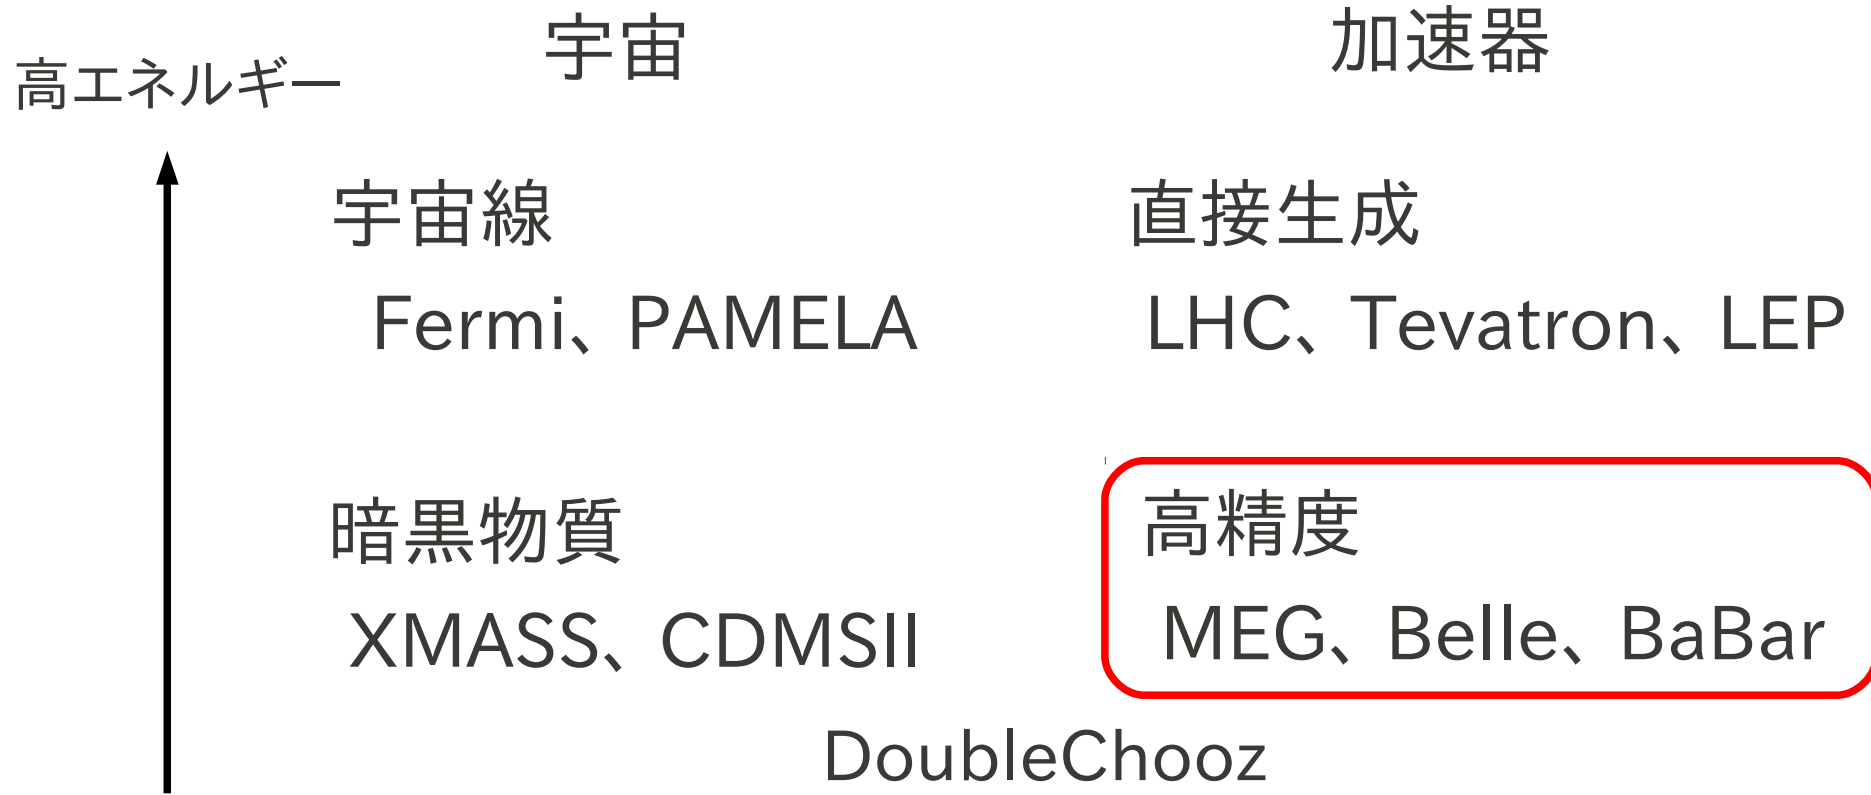 宇宙
加速器
高エネルギー
宇宙線
Fermi、PAMELA
直接生成
LHC、Tevatron、LEP
暗黒物質
XMASS、CDMSII
高精度
MEG、Belle、BaBar
DoubleChooz